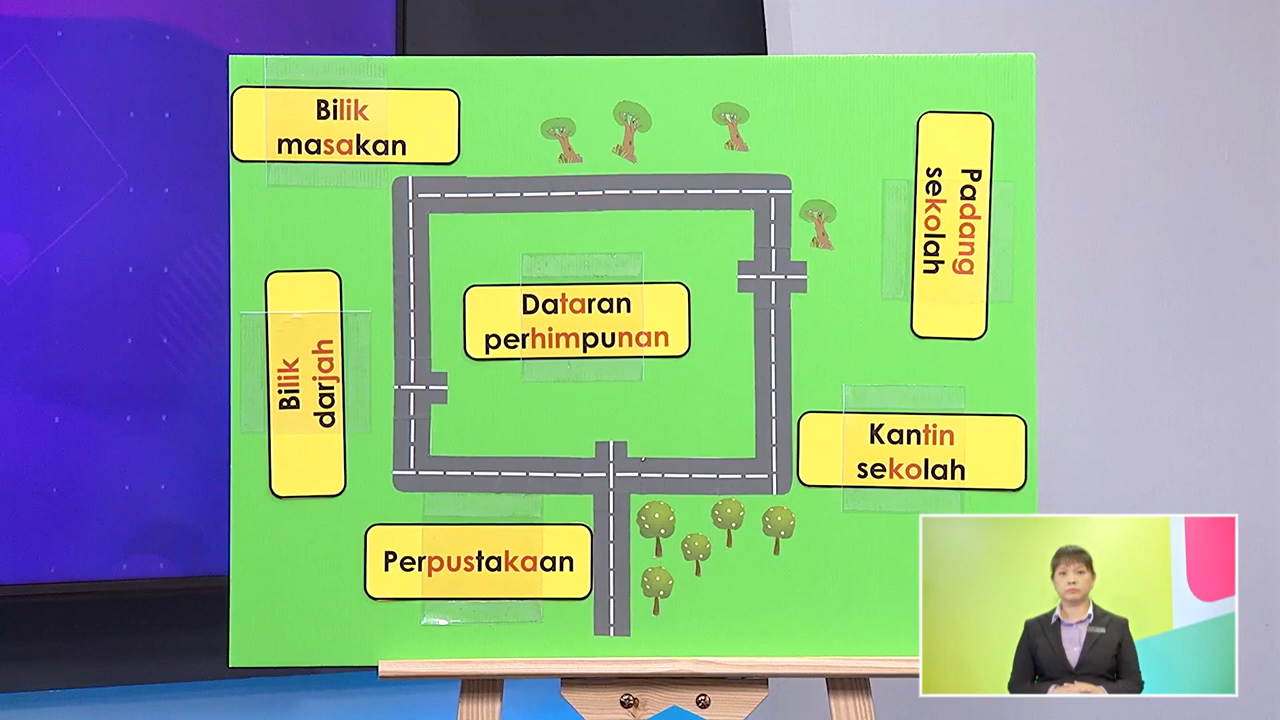 Bilik
masakan
Padang
sekolah
Dataran
perhimpunan
Bilik
darjah
Kantin
sekolah
Perpustakaan